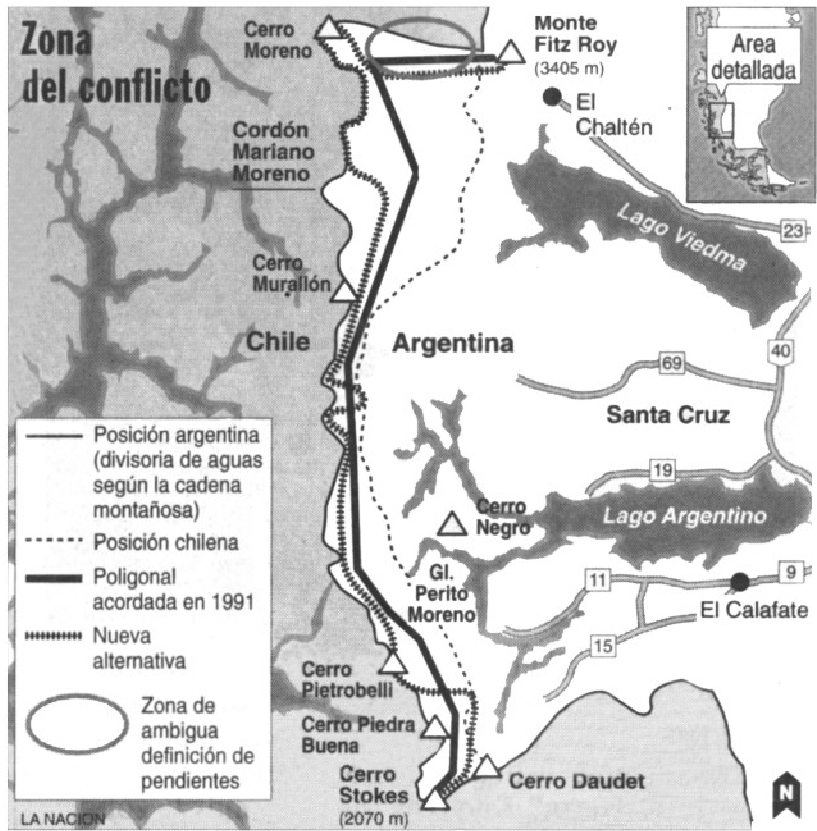 Zona
del conflicto
Cerro
Moreno
Monte
Fitz Roy
(3405 m)
Area
detallada
El
Chaltén
Cordón
Mariano
Moreno
Lago Viedma
23
Cerro
Murallón
Chile
Argentina
40
69
Santa Cruz
19
Cerro
Negro
Lago Argentino
Gl.
Perito
Moreno
11
9
El Calafate
15
Posición argentina
(divisoria de aguas
según la cadena
montañosa)
Posición chilena
Poligonal
acordada en 1991
Nueva
alternativa
Zona de
ambigua
definición de
pendientes
Cerro
Pietrobelli
Cerro Piedra
Buena
Cerro
Stokes
(2070 m)
Cerro Daudet
N
LA NACION